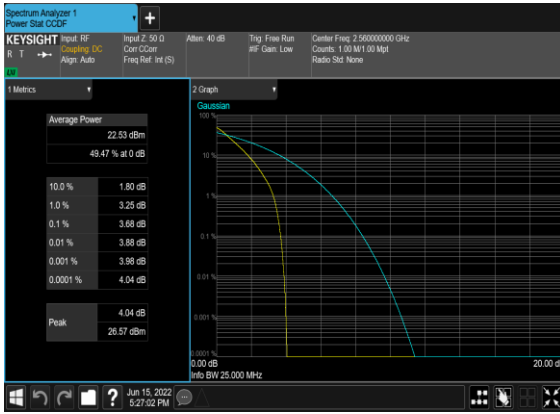 Spectrum Analyzer 1
Power Stat CCDF
KEYSIGHT
R T
LXI
Input: RF
Coupling: DC
Align: Auto
Input Z: 50 Ω
Corr CCorr
Freq Ref: Int (S)
Atten: 40 dB
Trig: Free Run
#IF Gain: Low
Center Freq: 2.560000000 GHz
Counts: 1.00 M/1.00 Mpt
Radio Std: None
1 Metrics
Average Power
22.53 dBm
49.47 % at 0 dB
10.0 % 1.80 dB
1.0 % 3.25 dB
0.1 % 3.68 dB
0.01 % 3.88 dB
0.001 % 3.98 dB
0.0001 % 4.04 dB
Peak
4.04 dB
26.57 dBm
2 Graph
Gaussian
100 %
10 %
1 %
0.1 %
0.01 %
0.001 %
0.0001 %
0.00 dB
20.00 d
Info BW 25.000 MHz
?
Jun 15, 2022
5:27:02 PM